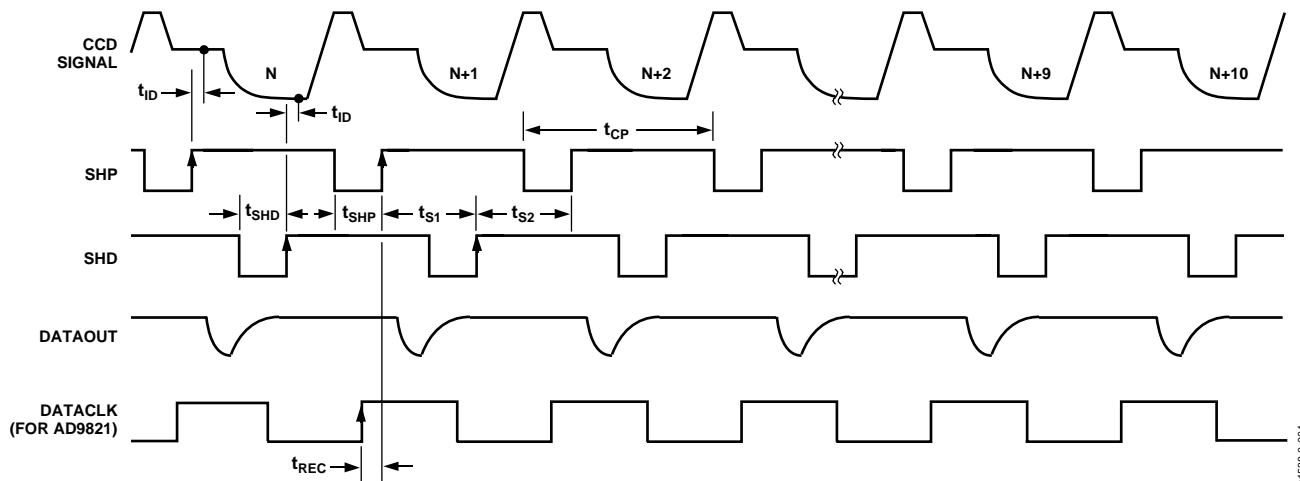 CCD
SIGNAL
N
N+1
N+2
N+9
N+10
tID
tID
tCP
SHP
tSHD
tSHP
tS1
tS2
SHD
DATAOUT
DATACLK
(FOR AD9821)
tREC